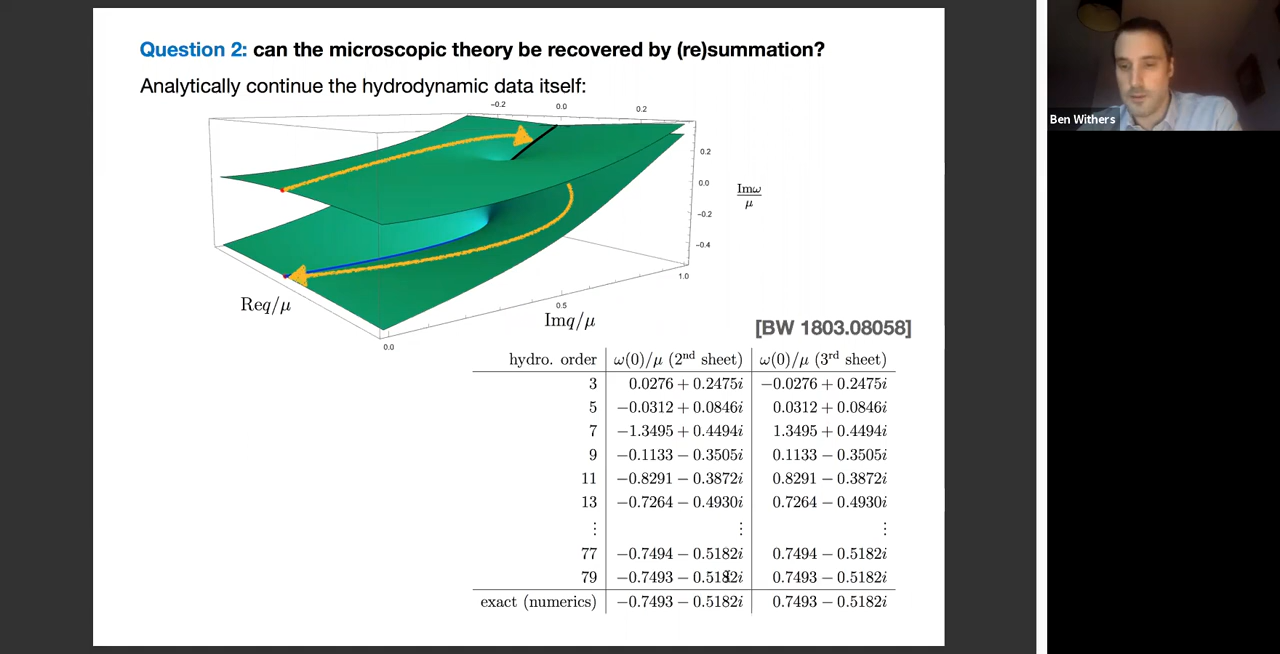 Question 2: can the microscopic theory be recovered by (re)summation?
Analytically continue the hydrodynamic data itself:
−0.2 0.0 0.2
0.2
0.0
−0.2
−0.4
Imω/μ
1.0
0.5
0.0
Req/μ
Imq/μ
[BW 1803.08058]
hydro. order ω(0)/μ (2nd sheet) ω(0)/μ (3rd sheet)
3 0.0276 + 0.2475i −0.0276 + 0.2475i
5 −0.0312 + 0.0846i 0.0312 + 0.0846i
7 −1.3495 + 0.4494i 1.3495 + 0.4494i
9 −0.1133 − 0.3505i 0.1133 − 0.3505i
11 −0.8291 − 0.3872i 0.8291 − 0.3872i
13 −0.7264 − 0.4930i 0.7264 − 0.4930i
⋮ ⋮ ⋮
77 −0.7494 − 0.5182i 0.7494 − 0.5182i
79 −0.7493 − 0.5182i 0.7493 − 0.5182i
exact (numerics) −0.7493 − 0.5182i 0.7493 − 0.5182i
Ben Withers